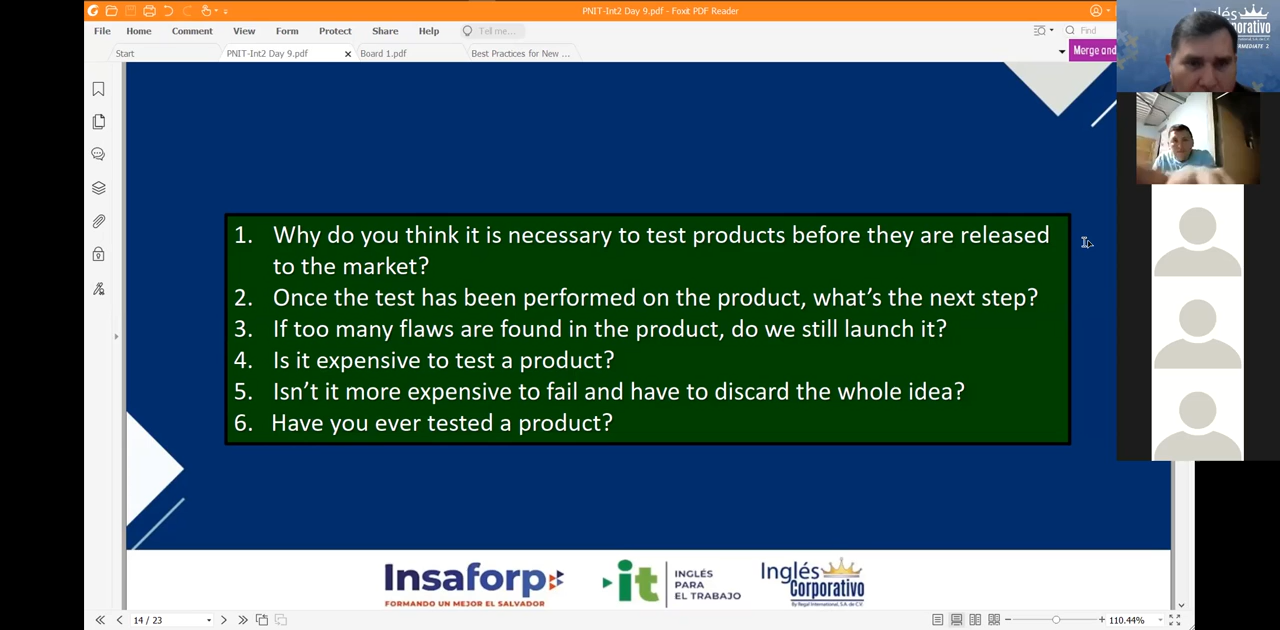 PNIT-Int2 Day 9.pdf - Foxit PDF Reader
File Home Comment View Form Protect Share Help Tell me... Find
Start PNIT-Int2 Day 9.pdf × Board 1.pdf Best Practices for New ... Merge and
Inglés
Corporativo
1. Why do you think it is necessary to test products before they are released
to the market?
2. Once the test has been performed on the product, what's the next step?
3. If too many flaws are found in the product, do we still launch it?
4. Is it expensive to test a product?
5. Isn't it more expensive to fail and have to discard the whole idea?
6. Have you ever tested a product?
Insaforp
FORMANDO UN MEJOR EL SALVADOR
it
INGLÉS
PARA
EL TRABAJO
Inglés
Corporativo
By Regal International, S.A. de C.V.
14 / 23
110.44%